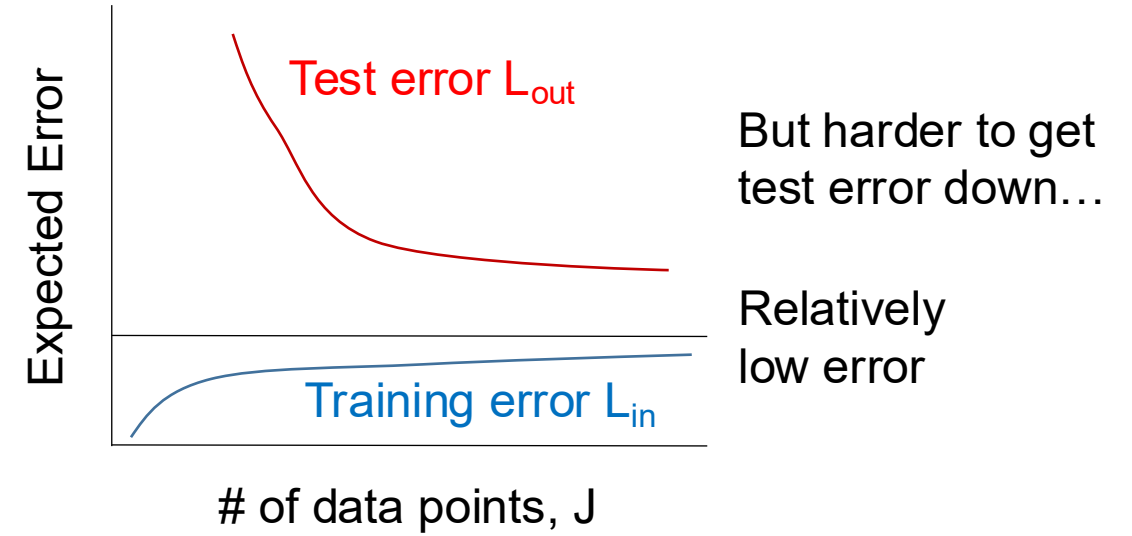 Expected Error
Test error Lout
But harder to get
test error down…
Relatively
low error
Training error Lin
# of data points, J